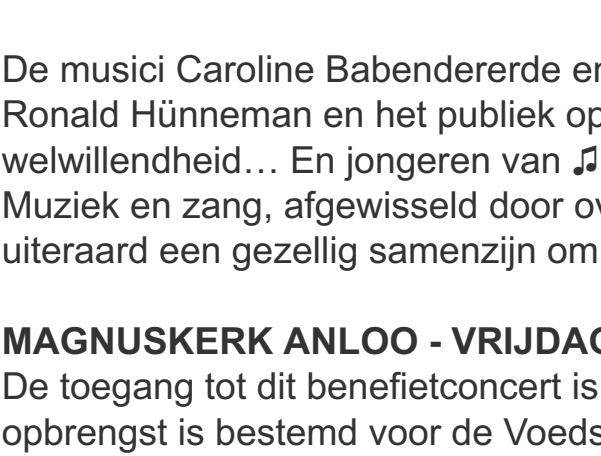 De musici Caroline Babendererde en
Ronald Hünneman en het publiek op
welwillendheid… En jongeren van ♫
Muziek en zang, afgewisseld door ov
uiteraard een gezellig samenzijn om
MAGNUSKERK ANLOO - VRIJDAG
De toegang tot dit benefietconcert is
opbrengst is bestemd voor de Voeds